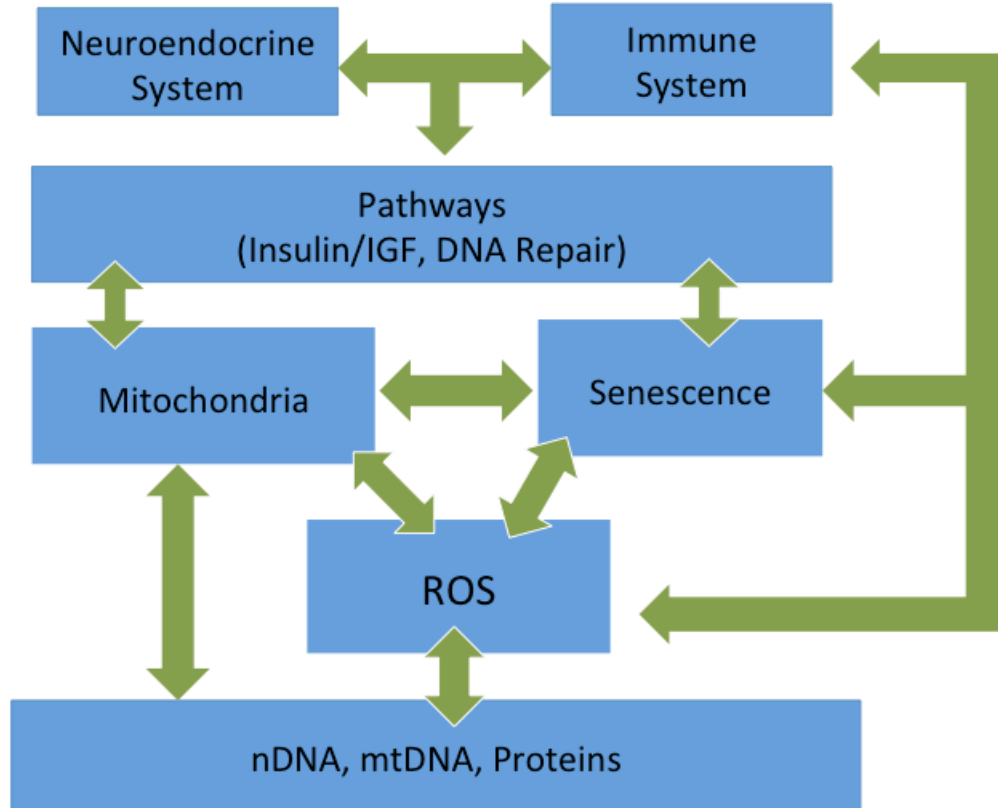 Neuroendocrine
System
Immune
System
Pathways
(Insulin/IGF, DNA Repair)
Mitochondria
Senescence
ROS
nDNA, mtDNA, Proteins